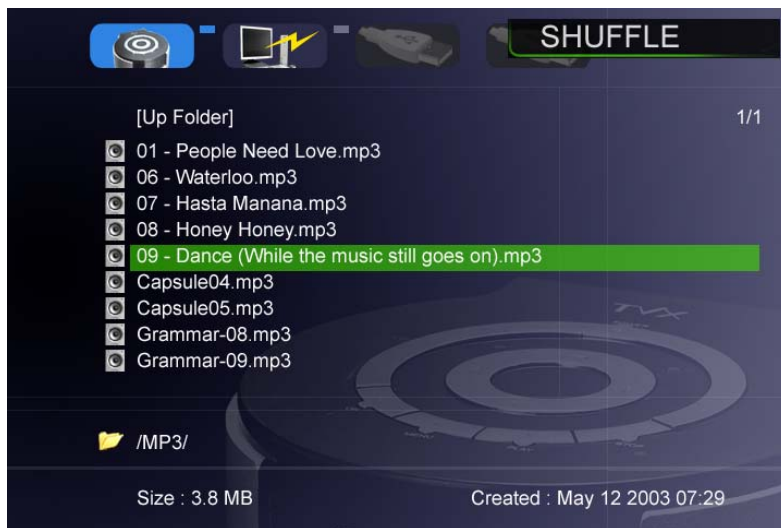 SHUFFLE
[Up Folder] 1/1
01 - People Need Love.mp3
06 - Waterloo.mp3
07 - Hasta Manana.mp3
08 - Honey Honey.mp3
09 - Dance (While the music still goes on).mp3
Capsule04.mp3
Capsule05.mp3
Grammar-08.mp3
Grammar-09.mp3
TVX
/MP3/
Size : 3.8 MB Created : May 12 2003 07:29